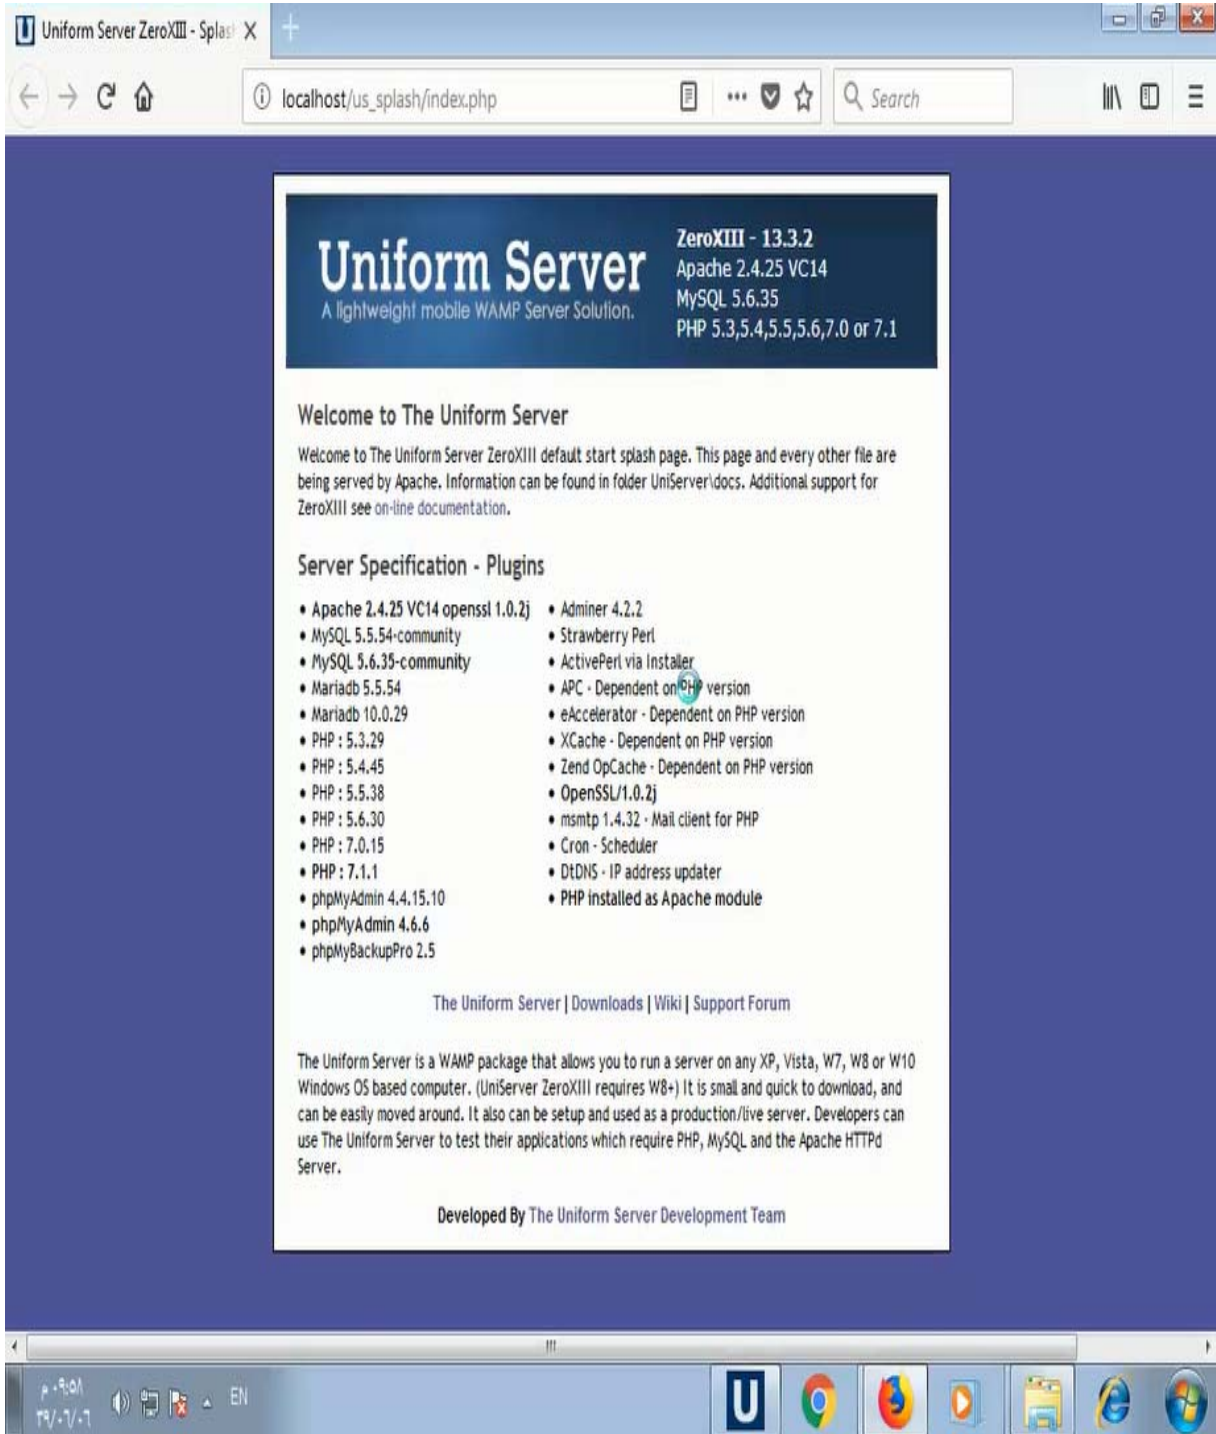 Uniform Server ZeroXIII - Splas
localhost/us_splash/index.php
Search
Uniform Server
A lightweight mobile WAMP Server Solution.
ZeroXIII - 13.3.2
Apache 2.4.25 VC14
MySQL 5.6.35
PHP 5.3,5.4,5.5,5.6,7.0 or 7.1
Welcome to The Uniform Server
Welcome to The Uniform Server ZeroXIII default start splash page. This page and every other file are
being served by Apache. Information can be found in folder UniServer\docs. Additional support for
ZeroXIII see on-line documentation.
Server Specification - Plugins
• Apache 2.4.25 VC14 openssl 1.0.2j
• MySQL 5.5.54-community
• MySQL 5.6.35-community
• Mariadb 5.5.54
• Mariadb 10.0.29
• PHP : 5.3.29
• PHP : 5.4.45
• PHP : 5.5.38
• PHP : 5.6.30
• PHP : 7.0.15
• PHP : 7.1.1
• phpMyAdmin 4.4.15.10
• phpMyAdmin 4.6.6
• phpMyBackupPro 2.5
• Adminer 4.2.2
• Strawberry Perl
• ActivePerl via Installer
• APC - Dependent on PHP version
• eAccelerator - Dependent on PHP version
• XCache - Dependent on PHP version
• Zend OpCache - Dependent on PHP version
• OpenSSL/1.0.2j
• msmtp 1.4.32 - Mail client for PHP
• Cron - Scheduler
• DtDNS - IP address updater
• PHP installed as Apache module
The Uniform Server | Downloads | Wiki | Support Forum
The Uniform Server is a WAMP package that allows you to run a server on any XP, Vista, W7, W8 or W10
Windows OS based computer. (UniServer ZeroXIII requires W8+) It is small and quick to download, and
can be easily moved around. It also can be setup and used as a production/live server. Developers can
use The Uniform Server to test their applications which require PHP, MySQL and the Apache HTTPd
Server.
Developed By The Uniform Server Development Team
٠٩:٥٨ م
٣٩/٠٦/٠٦
EN
U